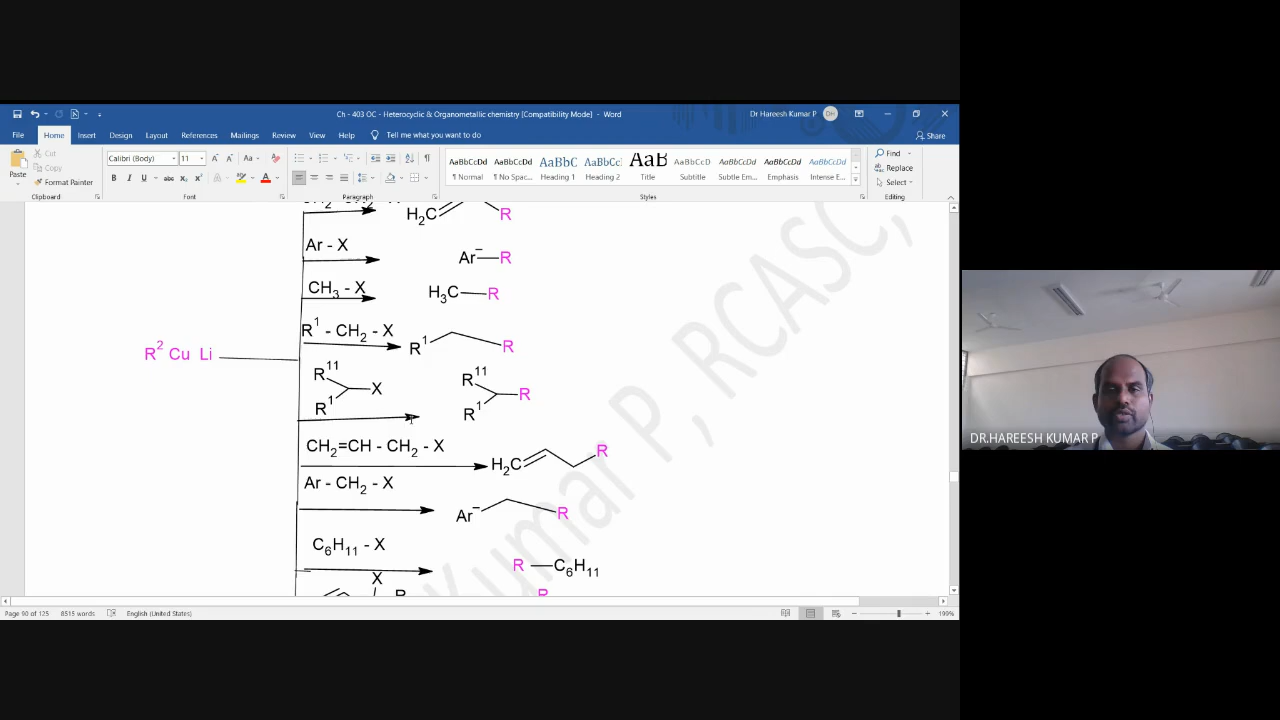 Ch - 403 OC - Heterocyclic & Organometallic chemistry [Compatibility Mode] - Word
Dr Hareesh Kumar P
DH
File Home Insert Design Layout References Mailings Review View Help Tell me what you want to do
Share
Paste
Cut
Copy
Format Painter
Clipboard
Calibri (Body) 11
Font
Paragraph
AaBbCcDd AaBbCcDd AaBbC AaBbCc AaB AaBbCcDd AaBbCcDd AaBbCcDd AaBbCcDd
¶ Normal ¶ No Spac... Heading 1 Heading 2 Title Subtitle Subtle Em... Emphasis Intense E...
Styles
Find
Replace
Select
Editing
H2C R
Ar - X
Ar–R
CH3 - X
H3C R
R1 - CH2 - X
R1 R
R2 Cu Li
R11
X
R1
R11
R
R1
CH2=CH - CH2 - X
H2C R
Ar - CH2 - X
Ar– R
C6H11 - X
R C6H11
X
R
R
Kumar P, RCASC,
DR.HAREESH KUMAR P
Page 90 of 125 8515 words English (United States)
199%